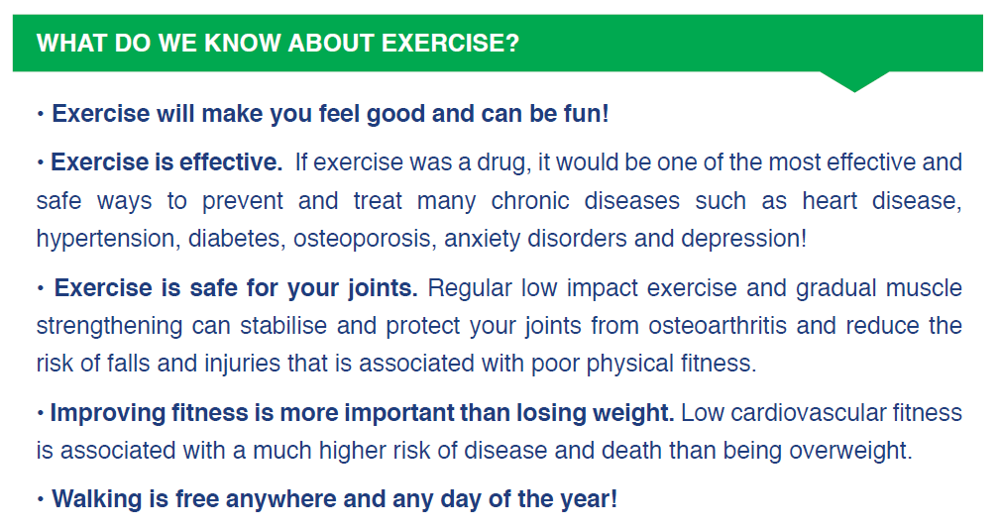 WHAT DO WE KNOW ABOUT EXERCISE?
• Exercise will make you feel good and can be fun!
• Exercise is effective.  If exercise was a drug, it would be one of the most effective and
safe ways to prevent and treat many chronic diseases such as heart disease,
hypertension, diabetes, osteoporosis, anxiety disorders and depression!
• Exercise is safe for your joints. Regular low impact exercise and gradual muscle
strengthening can stabilise and protect your joints from osteoarthritis and reduce the
risk of falls and injuries that is associated with poor physical fitness.
• Improving fitness is more important than losing weight. Low cardiovascular fitness
is associated with a much higher risk of disease and death than being overweight.
• Walking is free anywhere and any day of the year!